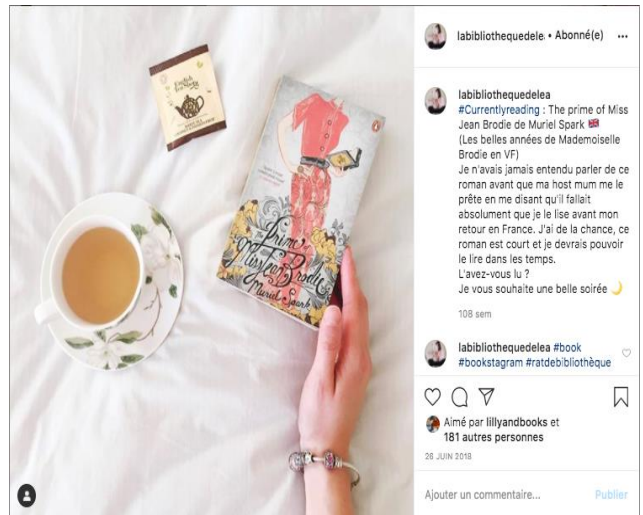 labibliothequedele • Abonné(e) ...
labibliothequedelea
#Currentlyreading : The prime of Miss
Jean Brodie de Muriel Spark 🇬🇧
(Les belles années de Mademoiselle
Brodie en VF)
Je n'avais jamais entendu parler de ce
roman avant que ma host mum me le
prête en me disant qu'il fallait
absolument que je le lise avant mon
retour en France. J'ai de la chance, ce
roman est court et je devrais pouvoir
le lire dans les temps.
L'avez-vous lu ?
Je vous souhaite une belle soirée 🌙
108 sem
labibliothequedelea #book
#bookstagram #ratdebibliothèque
Aimé par lillyandbooks et
181 autres personnes
26 JUIN 2018
Ajouter un commentaire... Publier
English
Tea Shop
Prime
Miss Jean Brodie
Muriel Spark